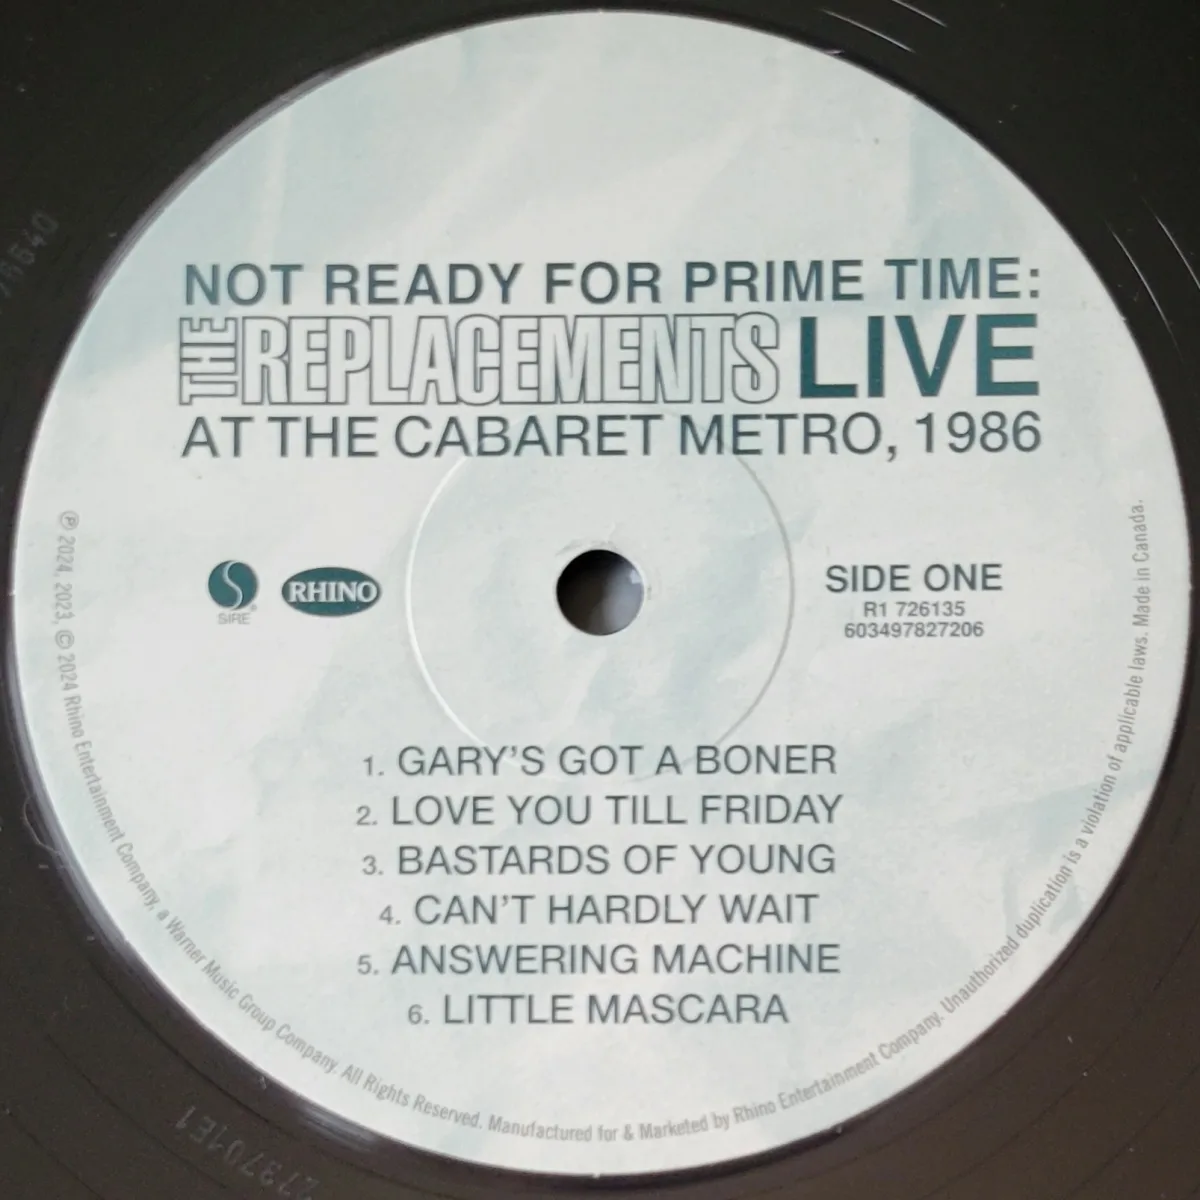 NOT READY FOR PRIME TIME:
THE REPLACEMENTS LIVE
AT THE CABARET METRO, 1986
SIRE®
RHINO
SIDE ONE
R1 726135
603497827206
1. GARY'S GOT A BONER
2. LOVE YOU TILL FRIDAY
3. BASTARDS OF YOUNG
4. CAN'T HARDLY WAIT
5. ANSWERING MACHINE
6. LITTLE MASCARA
℗ 2024, 2023, © 2024 Rhino Entertainment Company, a Warner Music Group Company. All Rights Reserved. Manufactured for & Marketed by Rhino Entertainment Company. Unauthorized duplication is a violation of applicable laws. Made in Canada.